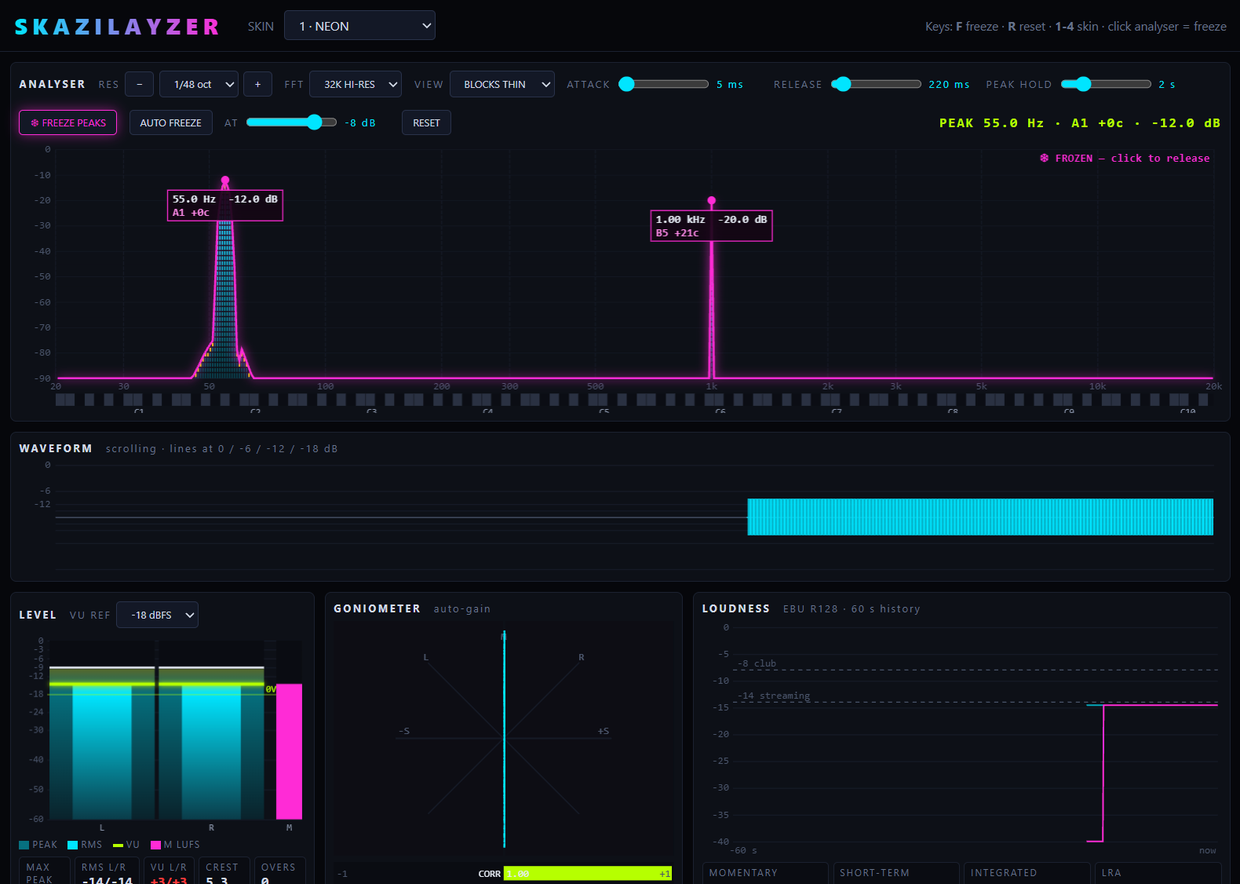 SKAZILAYZER SKIN 1 · NEON Keys: F freeze · R reset · 1-4 skin · click analyser = freeze
ANALYSER RES − 1/48 oct + FFT 32K HI-RES VIEW BLOCKS THIN ATTACK 5 ms RELEASE 220 ms PEAK HOLD 2 s
❄ FREEZE PEAKS AUTO FREEZE AT -8 dB RESET PEAK 55.0 Hz · A1 +0c · -12.0 dB
❄ FROZEN — click to release
0
-10
-20
-30
-40
-50
-60
-70
-80
-90
55.0 Hz -12.0 dB
A1 +0c
1.00 kHz -20.0 dB
B5 +21c
20 30 50 100 200 300 500 1k 2k 3k 5k 10k 20k
C1 C2 C3 C4 C5 C6 C7 C8 C9 C10
WAVEFORM scrolling · lines at 0 / -6 / -12 / -18 dB
0
-6
-12
LEVEL VU REF -18 dBFS
0
-3
-6
-9
-12
-18
-24
-30
-40
-50
-60
0V
L R M
PEAK RMS VU M LUFS
MAX PEAK RMS L/R VU L/R CREST OVERS
-14/-14 +3/+3 5.3 0
GONIOMETER auto-gain
M
L R
-S +S
-1 CORR 1.00 +1
LOUDNESS EBU R128 · 60 s history
0
-5
-8 club
-10
-14 streaming
-15
-20
-25
-30
-35
-40
-60 s now
MOMENTARY SHORT-TERM INTEGRATED LRA